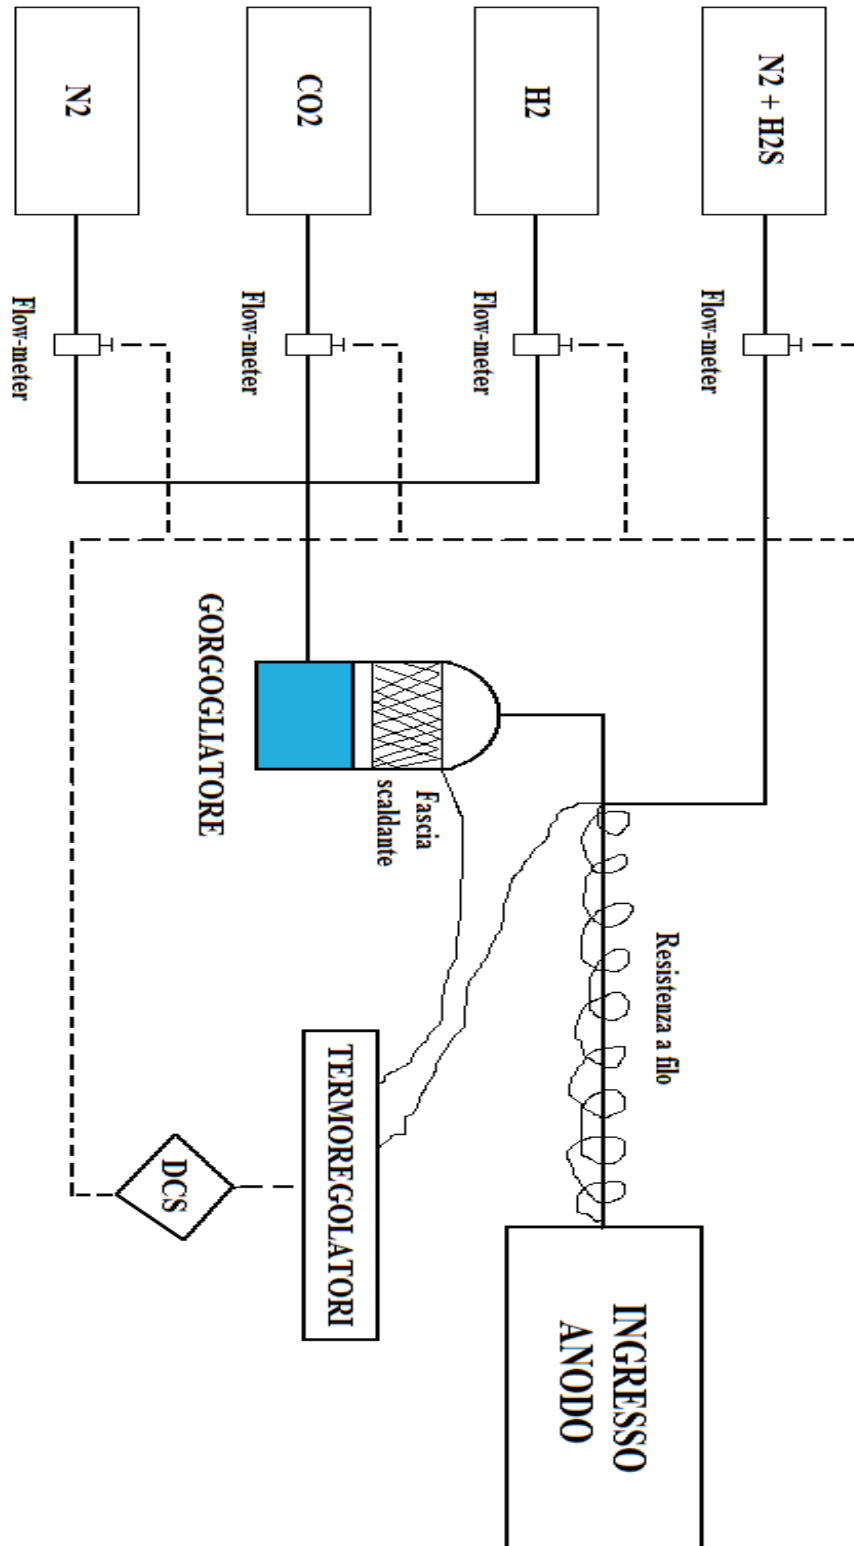 N2 + H2S
Flow-meter
Resistenza a filo
INGRESSO
ANODO
H2
Flow-meter
Fascia
scaldante
TERMOREGOLATORI
CO2
Flow-meter
GORGOGLIATORE
DCS
N2
Flow-meter